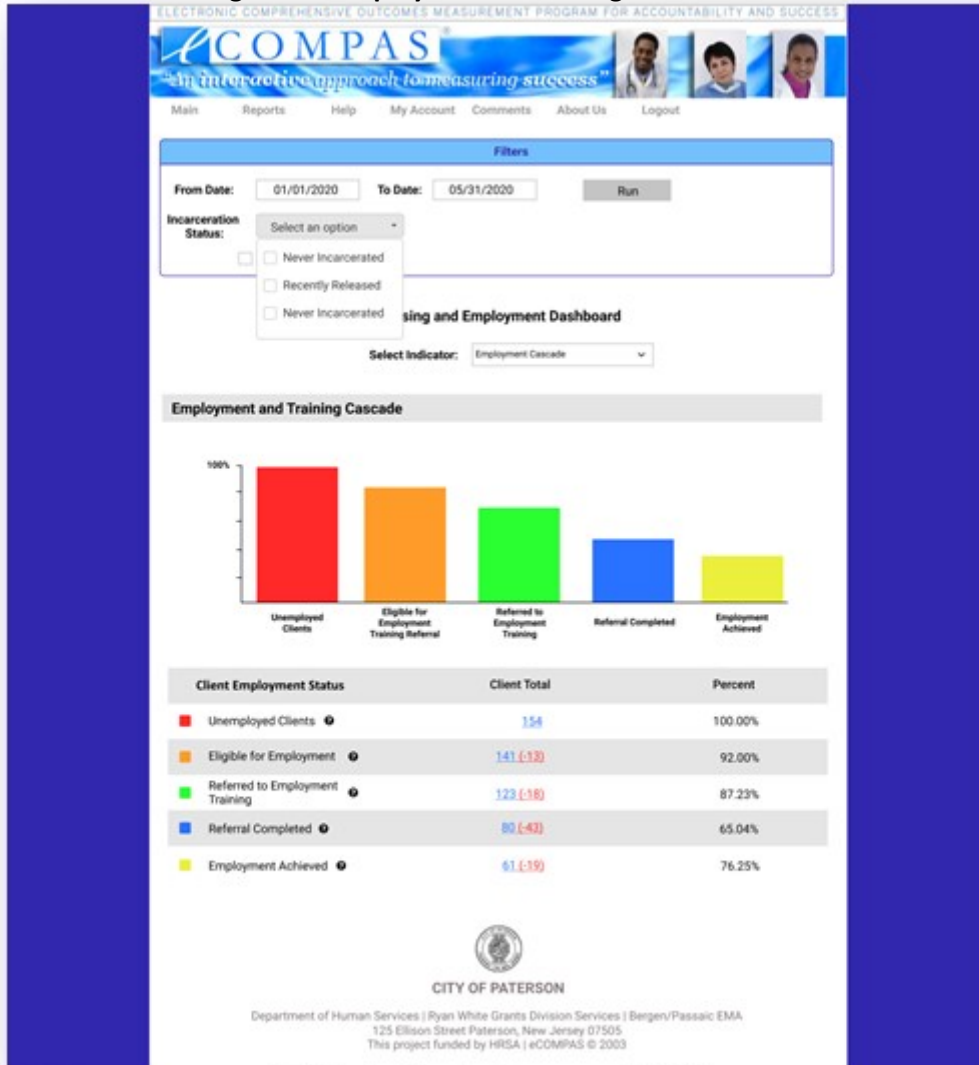 ELECTRONIC COMPREHENSIVE OUTCOMES MEASUREMENT PROGRAM FOR ACCOUNTABILITY AND SUCCESS
eCOMPAS®
"An interactive approach to measuring success"
Main Reports Help My Account Comments About Us Logout
Filters
From Date: 01/01/2020 To Date: 05/31/2020 Run
Incarceration Status: Select an option
Never Incarcerated
Recently Released
Never Incarcerated
sing and Employment Dashboard
Select Indicator: Employment Cascade
Employment and Training Cascade
100%
Unemployed Clients
Eligible for Employment Training Referral
Referred to Employment Training
Referral Completed
Employment Achieved
Client Employment Status Client Total Percent
Unemployed Clients 154 100.00%
Eligible for Employment 141 (-13) 92.00%
Referred to Employment Training 123 (-18) 87.23%
Referral Completed 80 (-43) 65.04%
Employment Achieved 61 (-19) 76.25%
CITY OF PATERSON
Department of Human Services | Ryan White Grants Division Services | Bergen/Passaic EMA
125 Ellison Street Paterson, New Jersey 07505
This project funded by HRSA | eCOMPAS © 2003